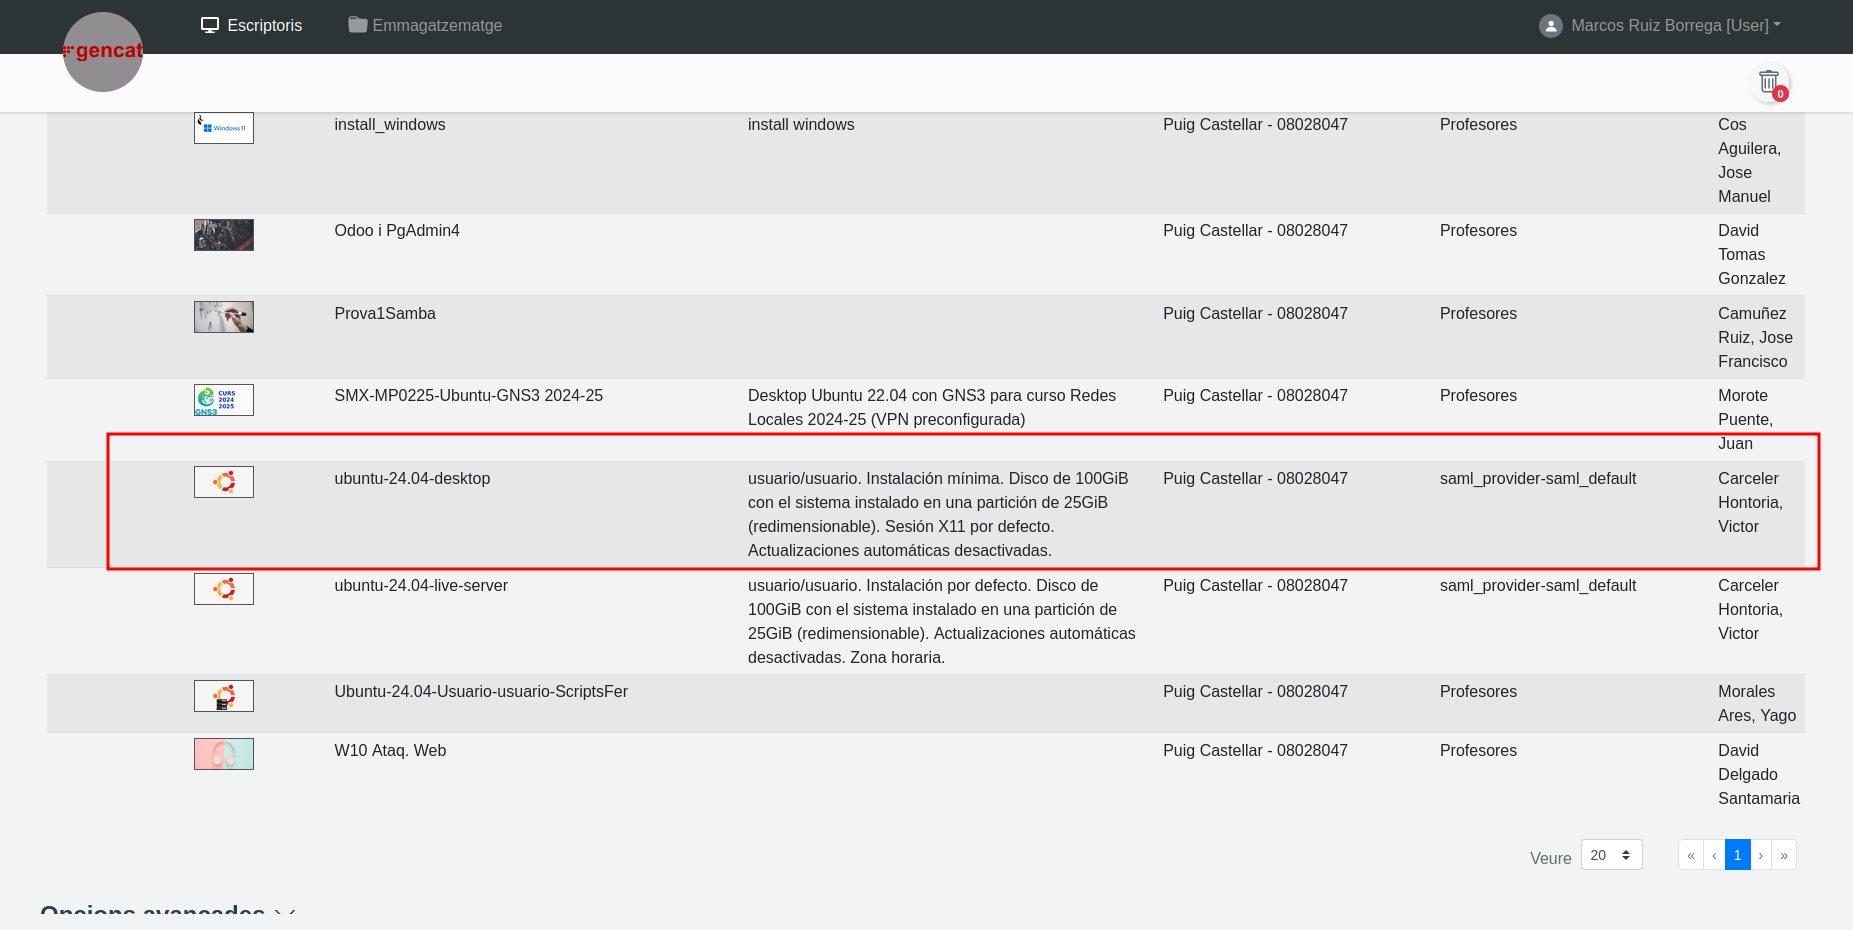 Escriptoris
Emmagatzematge
Marcos Ruiz Borrega [User]
gencat
0
Windows 11
install_windows
install windows
Puig Castellar - 08028047
Profesores
Cos
Aguilera,
Jose
Manuel
Odoo i PgAdmin4
Puig Castellar - 08028047
Profesores
David
Tomas
Gonzalez
Prova1Samba
Puig Castellar - 08028047
Profesores
Camuñez
Ruiz, Jose
Francisco
CURS
2024
2025
GNS3
SMX-MP0225-Ubuntu-GNS3 2024-25
Desktop Ubuntu 22.04 con GNS3 para curso Redes
Locales 2024-25 (VPN preconfigurada)
Puig Castellar - 08028047
Profesores
Morote
Puente,
Juan
ubuntu-24.04-desktop
usuario/usuario. Instalación mínima. Disco de 100GiB
con el sistema instalado en una partición de 25GiB
(redimensionable). Sesión X11 por defecto.
Actualizaciones automáticas desactivadas.
Puig Castellar - 08028047
saml_provider-saml_default
Carceler
Hontoria,
Victor
ubuntu-24.04-live-server
usuario/usuario. Instalación por defecto. Disco de
100GiB con el sistema instalado en una partición de
25GiB (redimensionable). Actualizaciones automáticas
desactivadas. Zona horaria.
Puig Castellar - 08028047
saml_provider-saml_default
Carceler
Hontoria,
Victor
Ubuntu-24.04-Usuario-usuario-ScriptsFer
Puig Castellar - 08028047
Profesores
Morales
Ares, Yago
W10 Ataq. Web
Puig Castellar - 08028047
Profesores
David
Delgado
Santamaria
Veure
20
« ‹ 1 › »
Opcions avançades